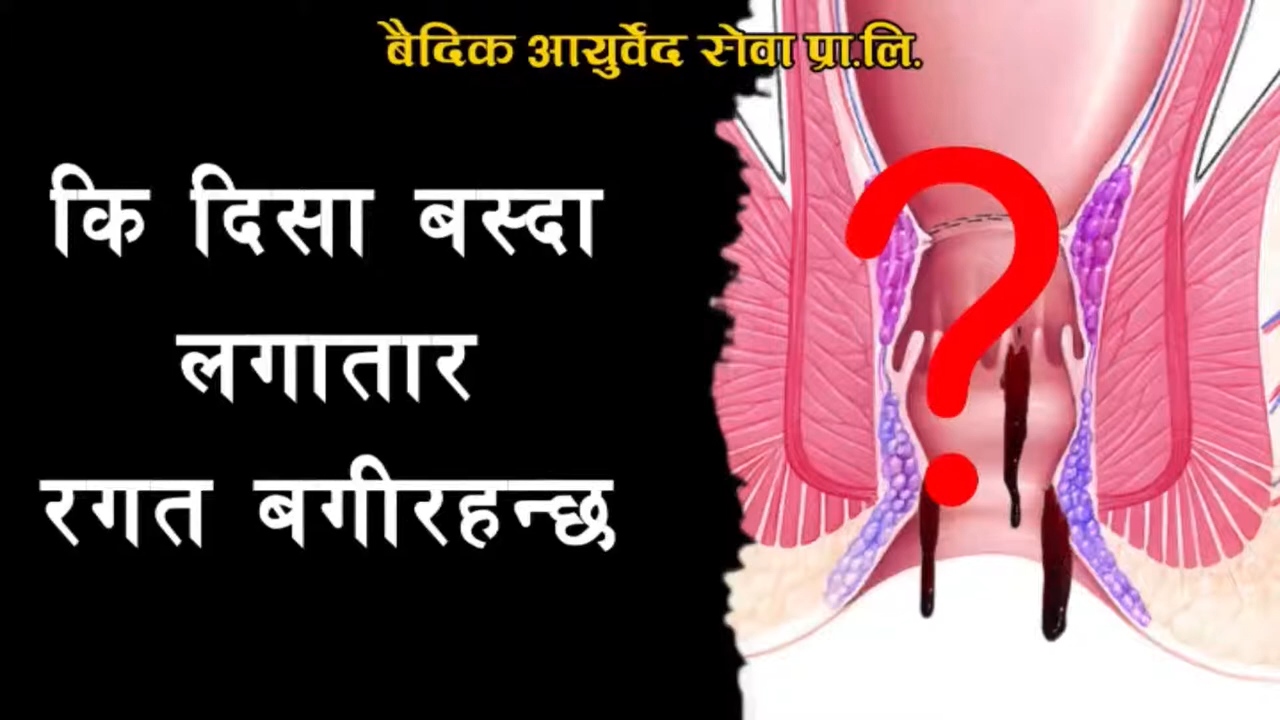 बैदिक आयुर्वेद सेवा प्रा.लि.
कि दिसा बस्दा
लगातार
रगत बगीरहन्छ
?